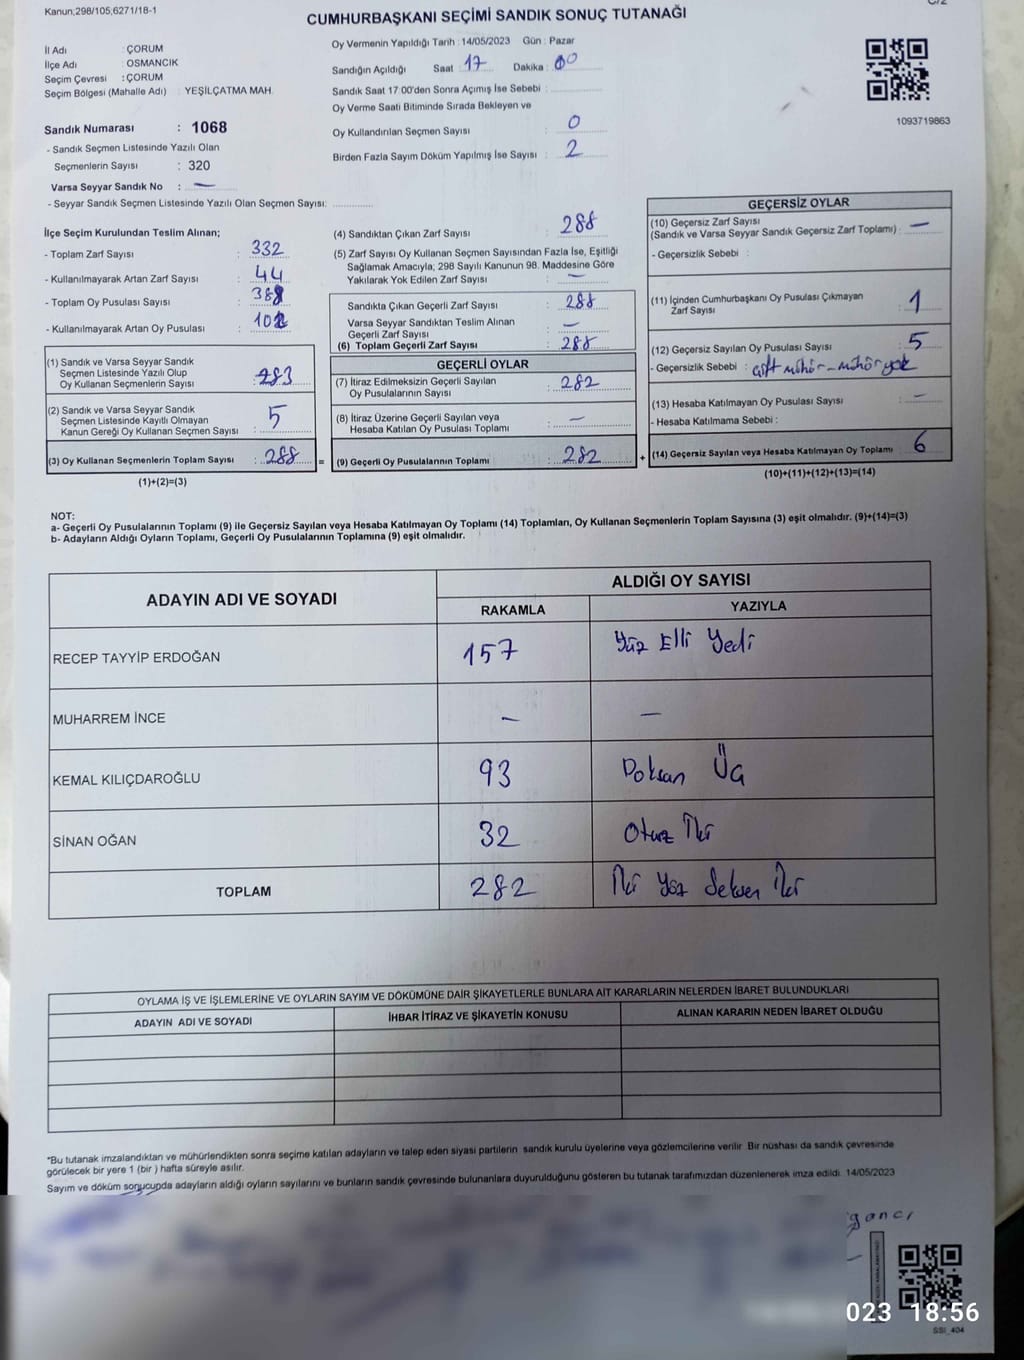 Kanun;298/105;6271/18-1
CUMHURBAŞKANI SEÇİMİ SANDIK SONUÇ TUTANAĞI
İl Adı : ÇORUM
İlçe Adı : OSMANCIK
Seçim Çevresi : ÇORUM
Seçim Bölgesi (Mahalle Adı) : YEŞİLÇATMA MAH.
Sandık Numarası : 1068
- Sandık Seçmen Listesinde Yazılı Olan
Seçmenlerin Sayısı : 320
Varsa Seyyar Sandık No : —
- Seyyar Sandık Seçmen Listesinde Yazılı Olan Seçmen Sayısı:
Oy Vermenin Yapıldığı Tarih : 14/05/2023 Gün : Pazar
Sandığın Açıldığı Saat : 17 Dakika : 00
Sandık Saat 17:00'den Sonra Açımış İse Sebebi :
Oy Verme Saati Bitiminde Sırada Bekleyen ve
Oy Kullandırılan Seçmen Sayısı : 0
Birden Fazla Sayım Döküm Yapılmış İse Sayısı : 2
1093719863
İlçe Seçim Kurulundan Teslim Alınan;
- Toplam Zarf Sayısı : 332
- Kullanılmayarak Artan Zarf Sayısı : 44
- Toplam Oy Pusulası Sayısı :
- Kullanılmayarak Artan Oy Pusulası :
(1) Sandık ve Varsa Seyyar Sandık
Seçmen Listesinde Yazılı Olup
Oy Kullanan Seçmenlerin Sayısı : 283
(2) Sandık ve Varsa Seyyar Sandık
Seçmen Listesinde Kayıtlı Olmayan
Kanun Gereği Oy Kullanan Seçmen Sayısı : 5
(3) Oy Kullanan Seçmenlerin Toplam Sayısı : 288 =
(1)+(2)=(3)
(4) Sandıktan Çıkan Zarf Sayısı : 288
(5) Zarf Sayısı Oy Kullanan Seçmen Sayısından Fazla İse, Eşitliği
Sağlamak Amacıyla; 298 Sayılı Kanunun 98. Maddesine Göre
Yakılarak Yok Edilen Zarf Sayısı : —
Sandıkta Çıkan Geçerli Zarf Sayısı : 288
Varsa Seyyar Sandıktan Teslim Alınan
Geçerli Zarf Sayısı : —
(6) Toplam Geçerli Zarf Sayısı : 288
GEÇERLİ OYLAR
(7) İtiraz Edilmeksizin Geçerli Sayılan
Oy Pusulalarının Sayısı : 282
(8) İtiraz Üzerine Geçerli Sayılan veya
Hesaba Katılan Oy Pusulası Toplamı : —
(9) Geçerli Oy Pusulalarının Toplamı : 282 +
GEÇERSİZ OYLAR
(10) Geçersiz Zarf Sayısı
(Sandık ve Varsa Seyyar Sandık Geçersiz Zarf Toplamı) : —
- Geçersizlik Sebebi :
(11) İçinden Cumhurbaşkanı Oy Pusulası Çıkmayan
Zarf Sayısı : 1
(12) Geçersiz Sayılan Oy Pusulası Sayısı : 5
- Geçersizlik Sebebi : Çift mühür - mühür yok
(13) Hesaba Katılmayan Oy Pusulası Sayısı : —
- Hesaba Katılmama Sebebi :
(14) Geçersiz Sayılan veya Hesaba Katılmayan Oy Toplamı : 6
(10)+(11)+(12)+(13)=(14)
NOT:
a- Geçerli Oy Pusulalarının Toplamı (9) ile Geçersiz Sayılan veya Hesaba Katılmayan Oy Toplamı (14) Toplamları, Oy Kullanan Seçmenlerin Toplam Sayısına (3) eşit olmalıdır. (9)+(14)=(3)
b- Adayların Aldığı Oyların Toplamı, Geçerli Oy Pusulalarının Toplamına (9) eşit olmalıdır.
ADAYIN ADI VE SOYADI ALDIĞI OY SAYISI
RAKAMLA YAZIYLA
RECEP TAYYİP ERDOĞAN 157 Yüz Elli Yedi
MUHARREM İNCE — —
KEMAL KILIÇDAROĞLU 93 Doksan Üç
SİNAN OĞAN 32 Otuz İki
TOPLAM 282 İki Yüz Seksen İki
OYLAMA İŞ VE İŞLEMLERİNE VE OYLARIN SAYIM VE DÖKÜMÜNE DAİR ŞİKAYETLERLE BUNLARA AİT KARARLARIN NELERDEN İBARET BULUNDUKLARI
ADAYIN ADI VE SOYADI İHBAR İTİRAZ VE ŞİKAYETİN KONUSU ALINAN KARARIN NEDEN İBARET OLDUĞU
*Bu tutanak imzalandıktan ve mühürlendikten sonra seçime katılan adayların ve talep eden siyasi partilerin sandık kurulu üyelerine veya gözlemcilerine verilir. Bir nüshası da sandık çevresinde
görülecek bir yere 1 (bir ) hafta süreyle asılır.
Sayım ve döküm sonucunda adayların aldığı oyların sayılarını ve bunların sandık çevresinde bulunanlara duyurulduğunu gösteren bu tutanak tarafımızdan düzenlenerek imza edildi. 14/05/2023
023 18:56
SSI_404